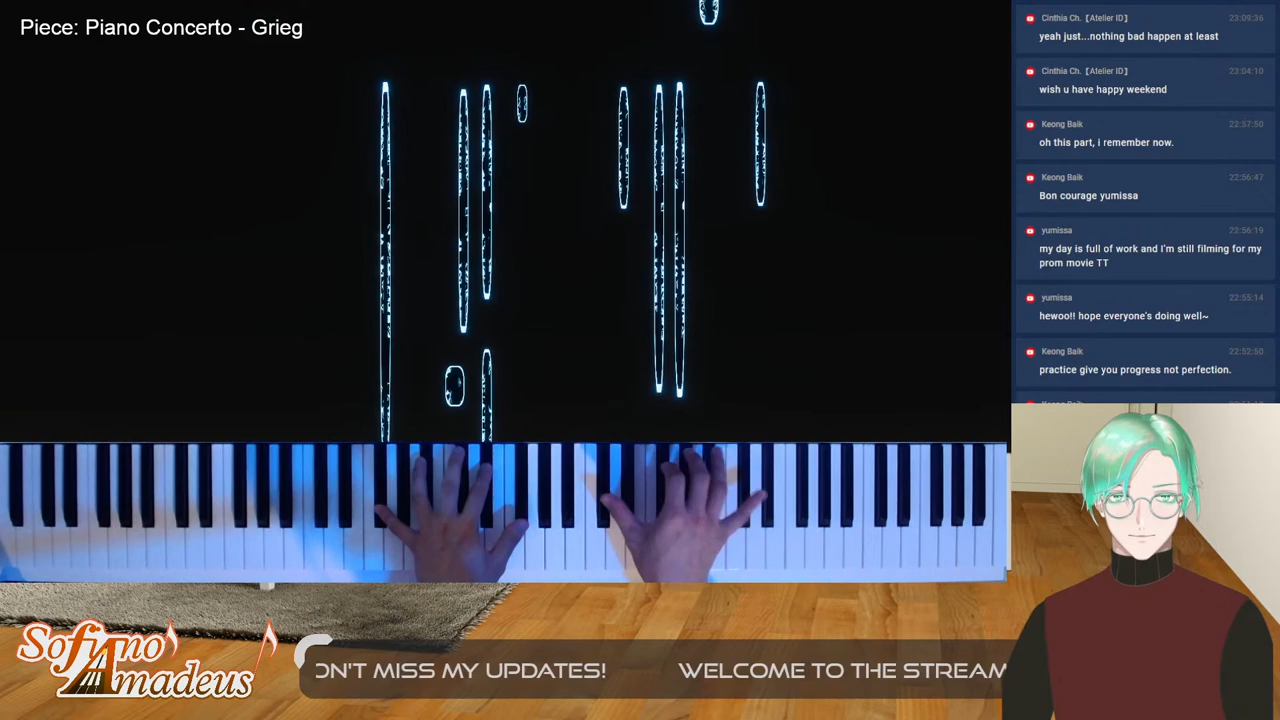 Piece: Piano Concerto - Grieg
Cinthia Ch.【Atelier ID】 23:09:36
yeah just...nothing bad happen at least
Cinthia Ch.【Atelier ID】 23:04:10
wish u have happy weekend
Keong Baik 22:57:50
oh this part, i remember now.
Keong Baik 22:56:47
Bon courage yumissa
yumissa 22:56:19
my day is full of work and I'm still filming for my
prom movie TT
yumissa 22:55:14
hewoo!! hope everyone's doing well~
Keong Baik 22:52:50
practice give you progress not perfection.
Sofiano
Amadeus
ON'T MISS MY UPDATES! WELCOME TO THE STREAM